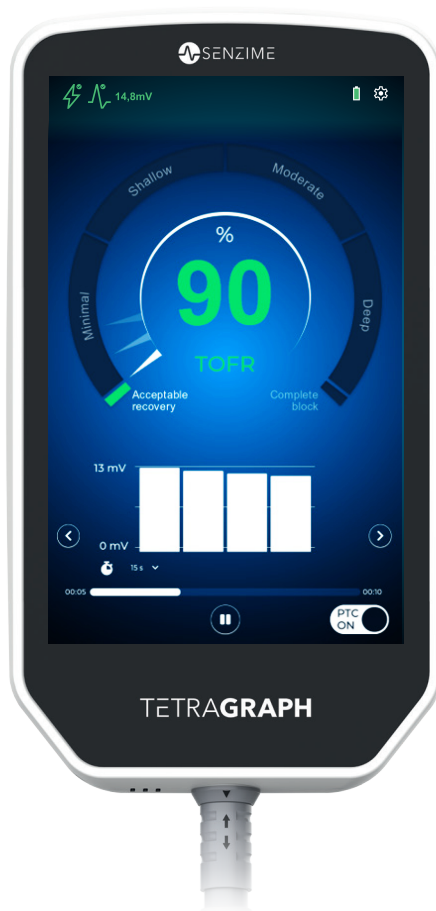 SENZIME
14,8mV
Shallow
Moderate
Minimal
Deep
%
90
TOFR
Acceptable
recovery
Complete
block
13 mV
0 mV
15 s
00:05
00:10
PTC
ON
TETRAGRAPH